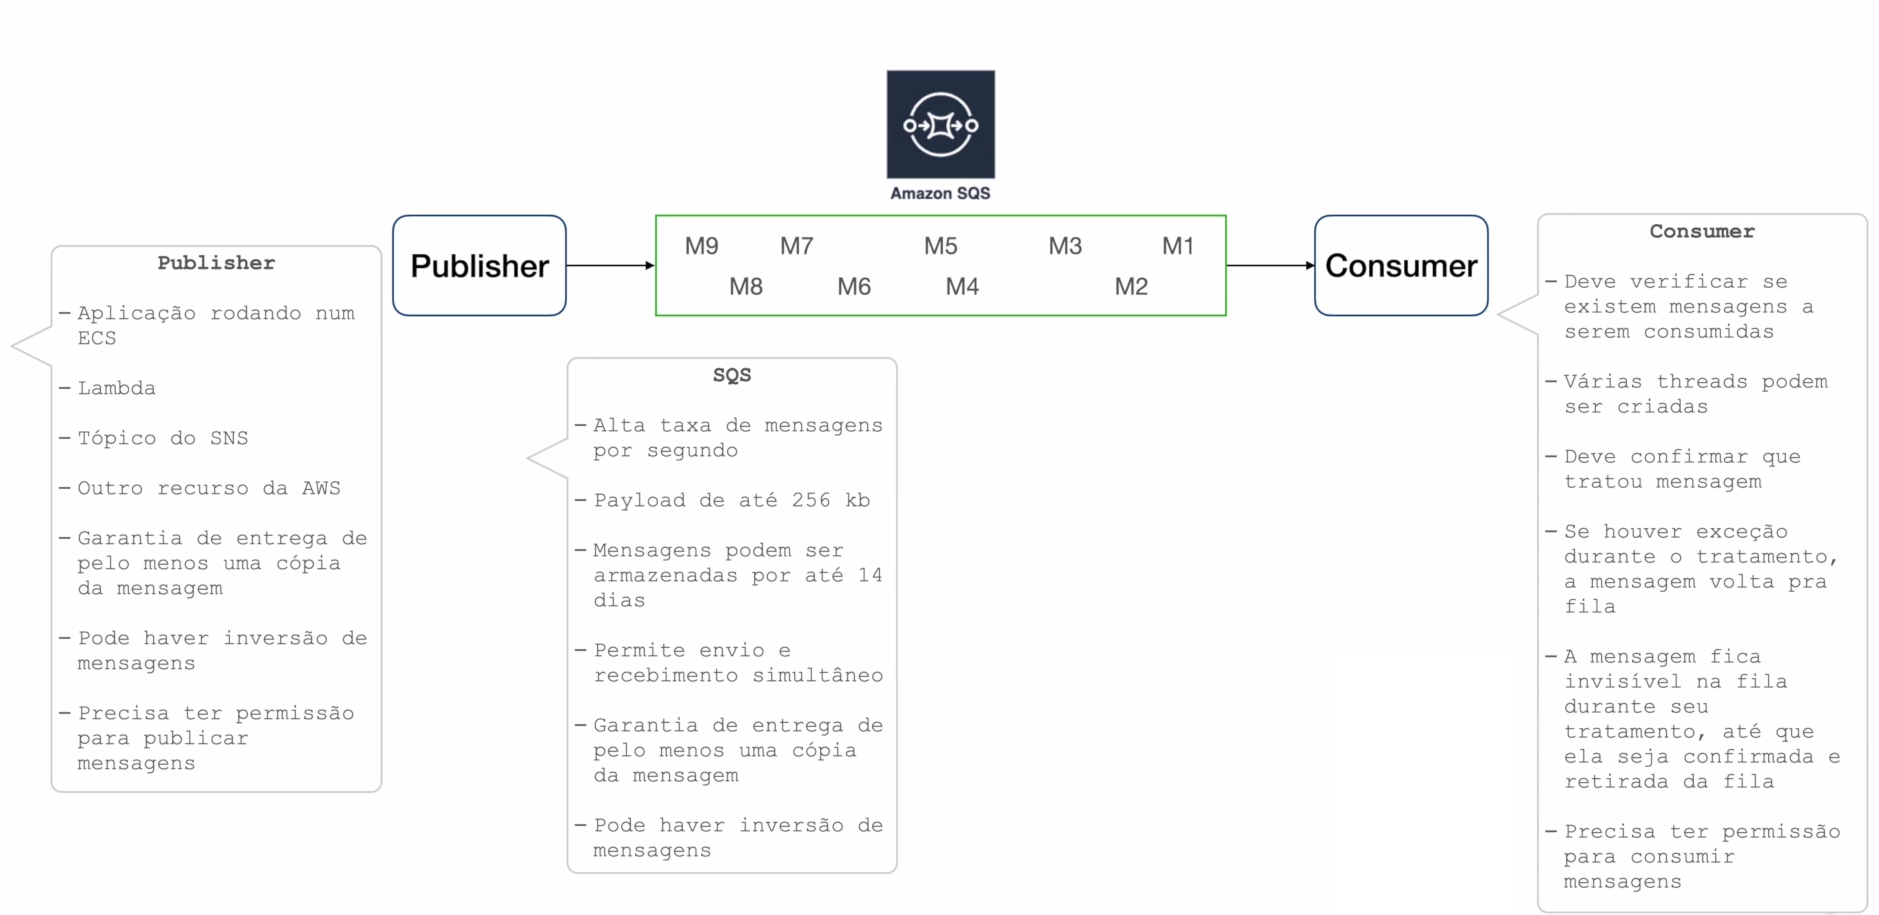 Amazon SQS
Publisher
M9 M7 M5 M3 M1
M8 M6 M4 M2
Consumer
Publisher
– Aplicação rodando num
ECS
– Lambda
– Tópico do SNS
– Outro recurso da AWS
– Garantia de entrega de
pelo menos uma cópia
da mensagem
– Pode haver inversão de
mensagens
– Precisa ter permissão
para publicar
mensagens
SQS
– Alta taxa de mensagens
por segundo
– Payload de até 256 kb
– Mensagens podem ser
armazenadas por até 14
dias
– Permite envio e
recebimento simultâneo
– Garantia de entrega de
pelo menos uma cópia
da mensagem
– Pode haver inversão de
mensagens
Consumer
– Deve verificar se
existem mensagens a
serem consumidas
– Várias threads podem
ser criadas
– Deve confirmar que
tratou mensagem
– Se houver exceção
durante o tratamento,
a mensagem volta pra
fila
– A mensagem fica
invisível na fila
durante seu
tratamento, até que
ela seja confirmada e
retirada da fila
– Precisa ter permissão
para consumir
mensagens